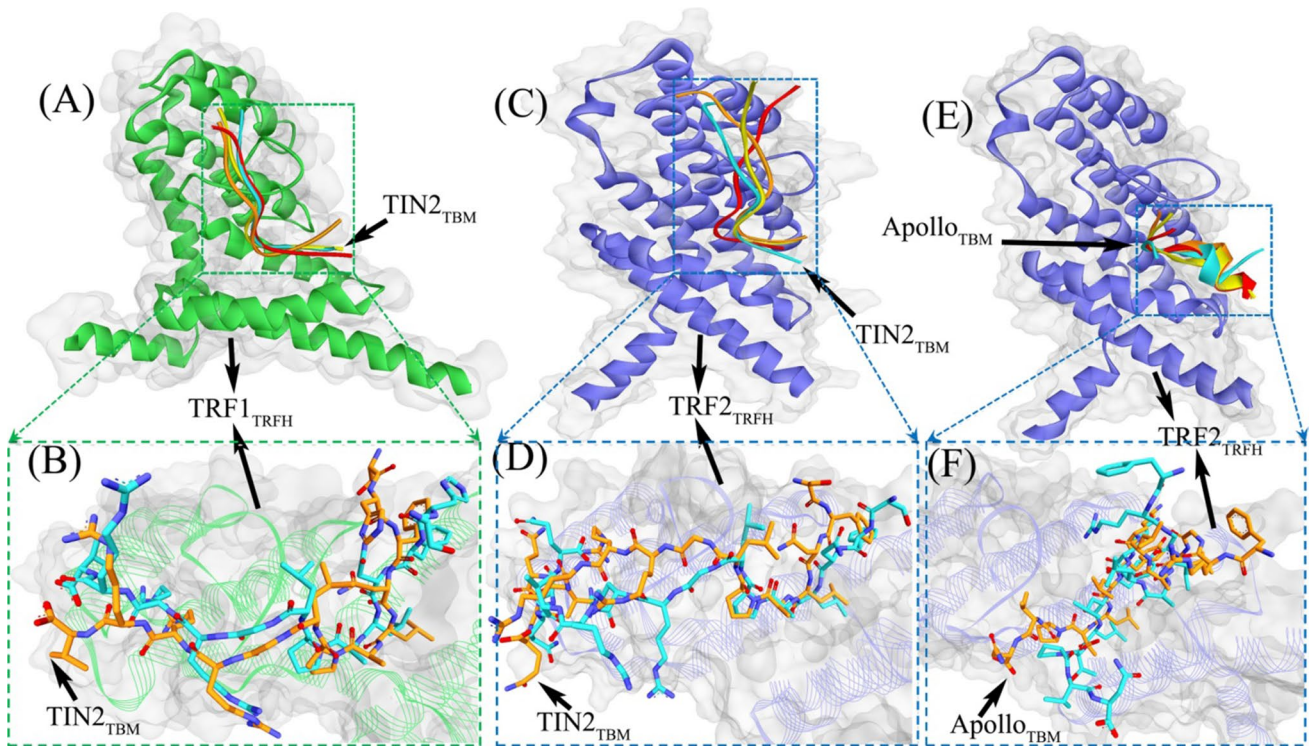 (A)
TIN2TBM
TRF1TRFH
(B)
TIN2TBM
(C)
TIN2TBM
TRF2TRFH
(D)
TIN2TBM
(E)
ApolloTBM
TRF2TRFH
(F)
ApolloTBM